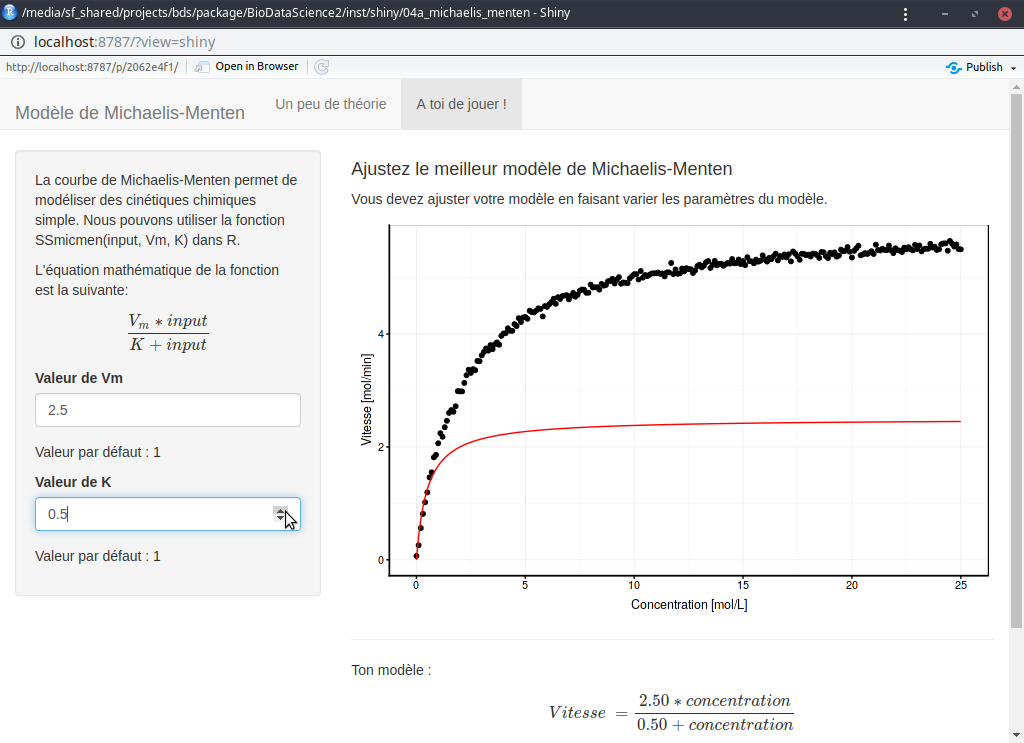 /media/sf_shared/projects/bds/package/BioDataScience2/inst/shiny/04a_michaelis_menten - Shiny
localhost:8787/?view=shiny
http://localhost:8787/p/2062e4f1/ Open in Browser Publish
Modèle de Michaelis-Menten Un peu de théorie A toi de jouer !
La courbe de Michaelis-Menten permet de
modéliser des cinétiques chimiques
simple. Nous pouvons utiliser la fonction
SSmicmen(input, Vm, K) dans R.
L'équation mathématique de la fonction
est la suivante:
V_m * input
K + input
Valeur de Vm
2.5
Valeur par défaut : 1
Valeur de K
0.5
Valeur par défaut : 1
Ajustez le meilleur modèle de Michaelis-Menten
Vous devez ajuster votre modèle en faisant varier les paramètres du modèle.
Vitesse [mol/min]
4
2
0
0 5 10 15 20 25
Concentration [mol/L]
Ton modèle :
Vitesse = 2.50 * concentration
0.50 + concentration